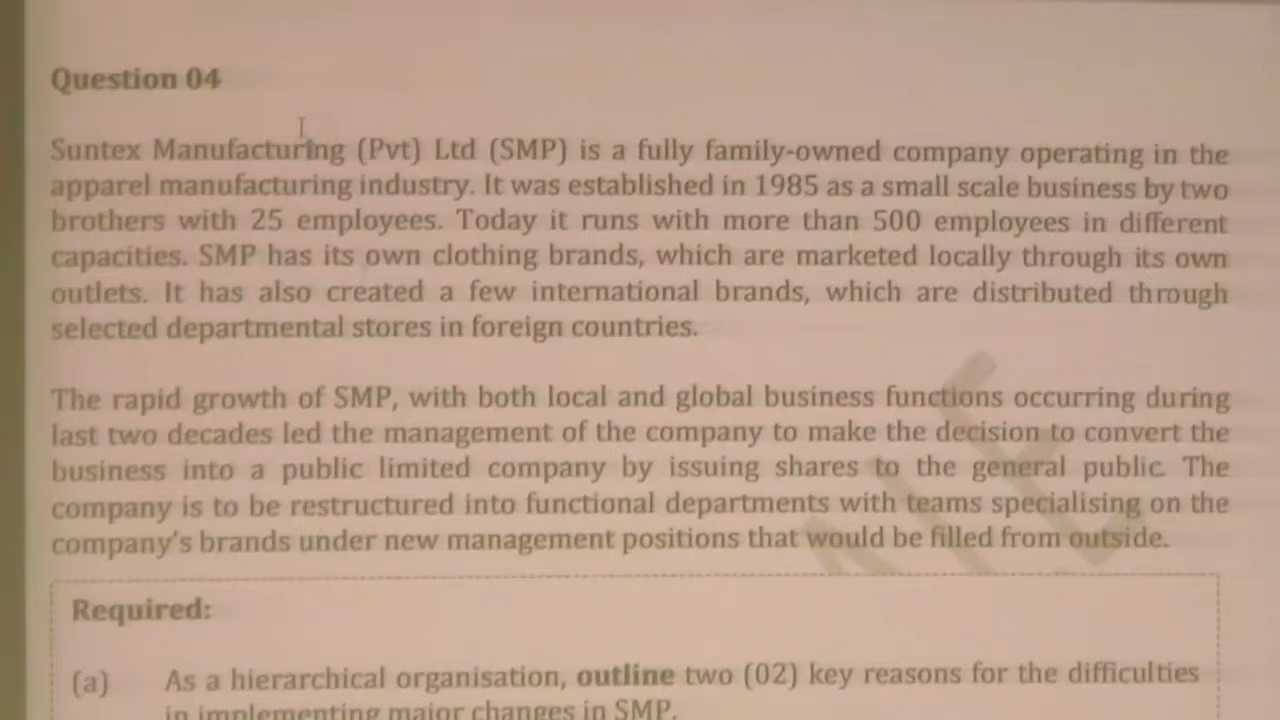 Question 04
Suntex Manufacturing (Pvt) Ltd (SMP) is a fully family-owned company operating in the
apparel manufacturing industry. It was established in 1985 as a small scale business by two
brothers with 25 employees. Today it runs with more than 500 employees in different
capacities. SMP has its own clothing brands, which are marketed locally through its own
outlets. It has also created a few international brands, which are distributed through
selected departmental stores in foreign countries.
The rapid growth of SMP, with both local and global business functions occurring during
last two decades led the management of the company to make the decision to convert the
business into a public limited company by issuing shares to the general public. The
company is to be restructured into functional departments with teams specialising on the
company's brands under new management positions that would be filled from outside.
Required:
(a) As a hierarchical organisation, outline two (02) key reasons for the difficulties
in implementing major changes in SMP.